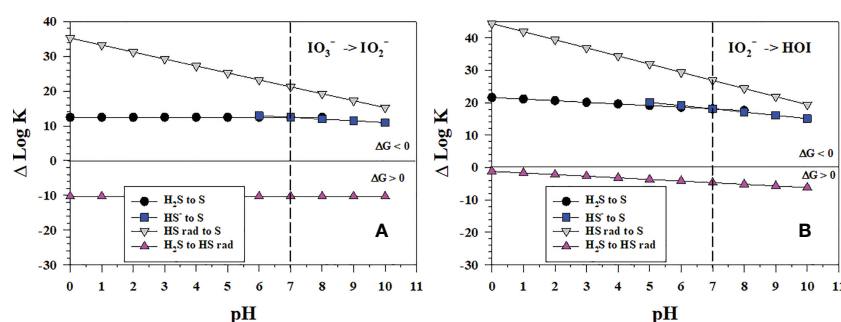 40
30
20
10
0
-10
-20
-30
Δ Log K
IO₃⁻ -> IO₂⁻
ΔG < 0
ΔG > 0
H₂S to S
HS⁻ to S
HS rad to S
H₂S to HS rad
A
0 1 2 3 4 5 6 7 8 9 10 11
pH
40
30
20
10
0
-10
-20
-30
Δ Log K
IO₂⁻ -> HOI
ΔG < 0
ΔG > 0
H₂S to S
HS⁻ to S
HS rad to S
H₂S to HS rad
B
0 1 2 3 4 5 6 7 8 9 10 11
pH